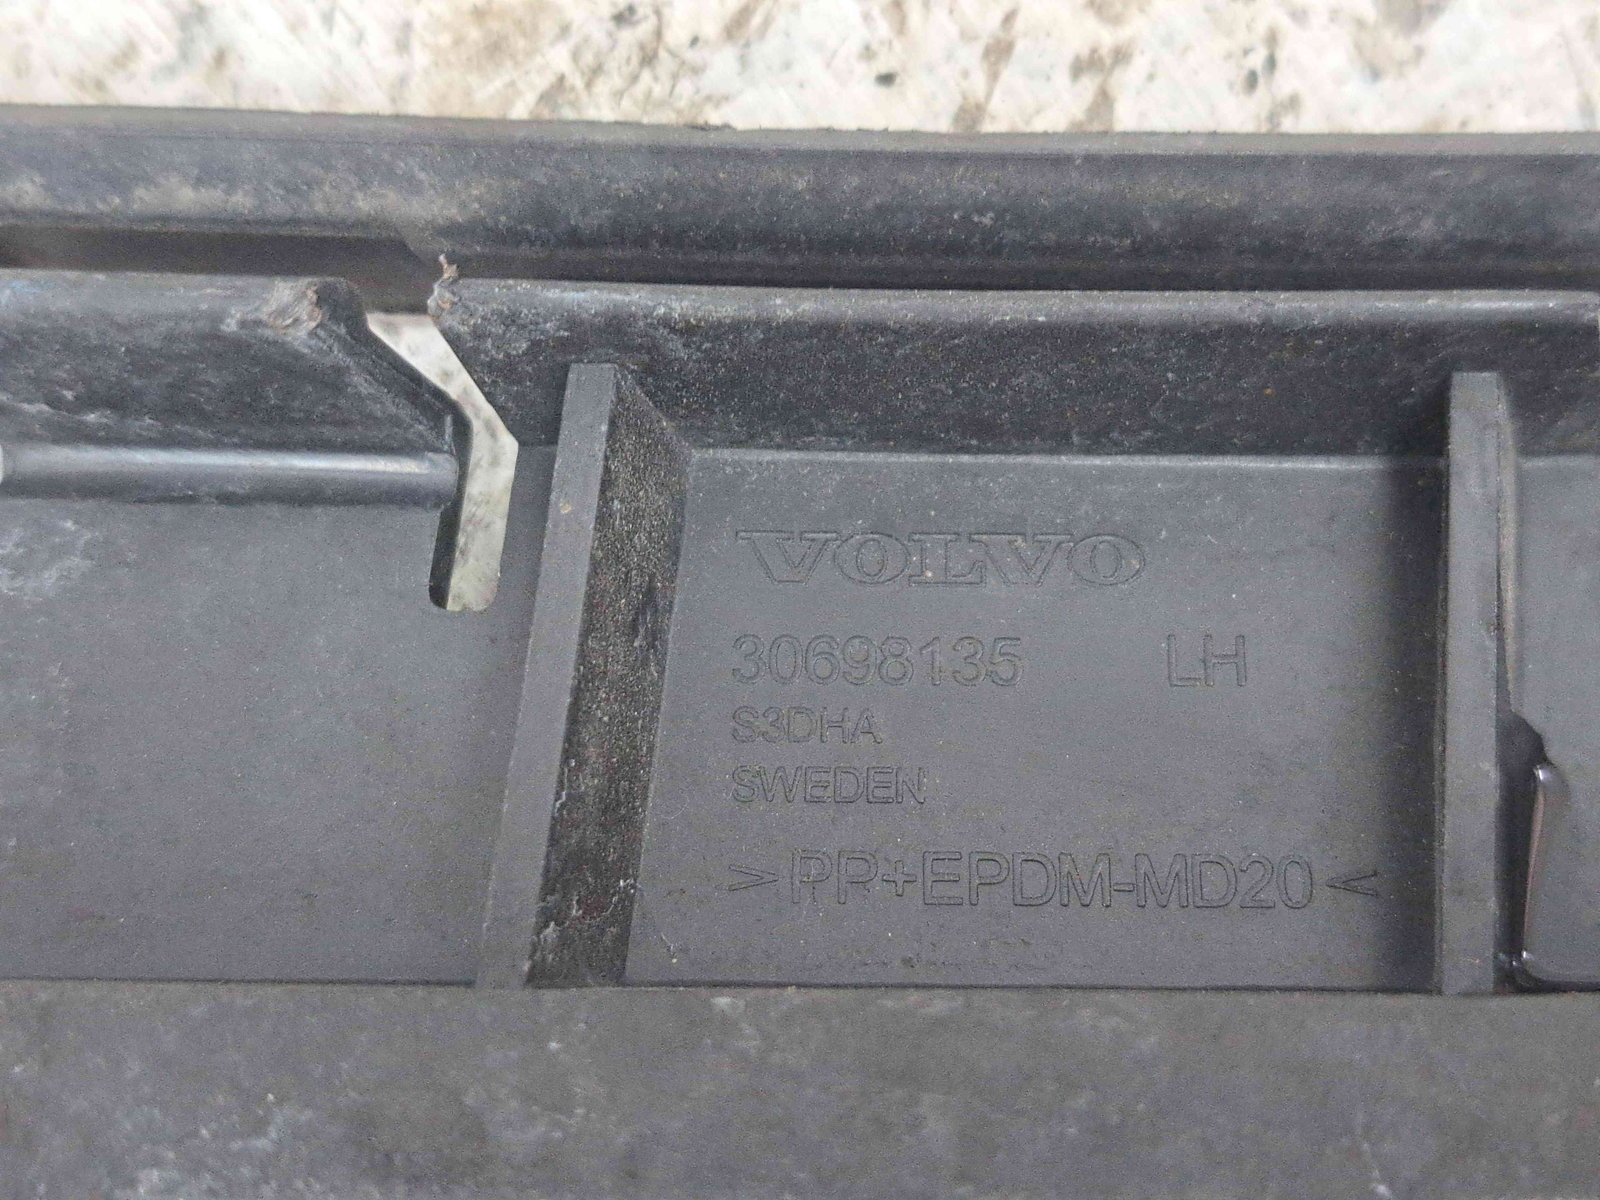 VOLVO
30698135 LH
S3DHA
SWEDEN
>PP+EPDM-MD20<